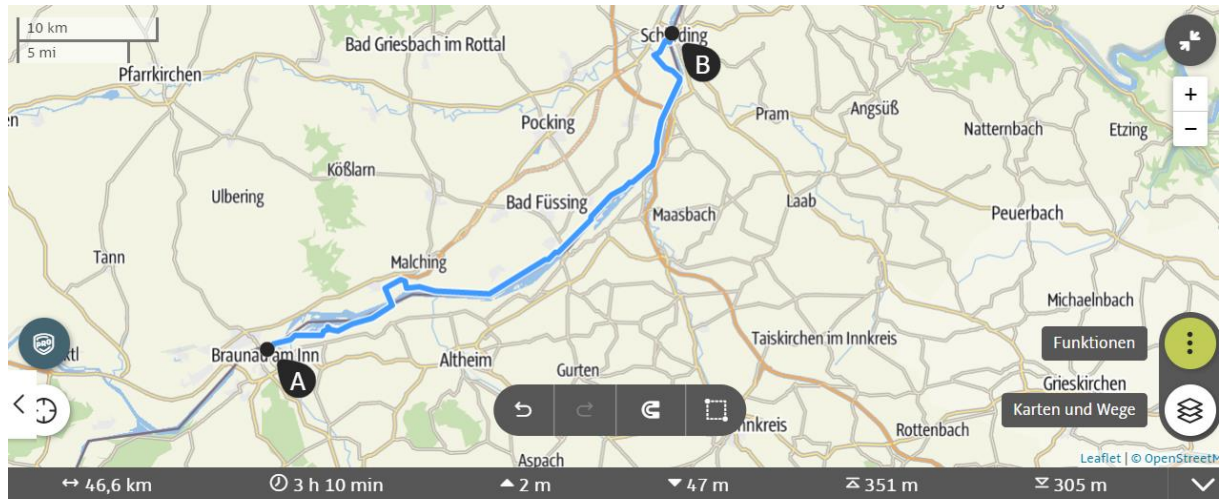 10 km
5 mi
Bad Griesbach im Rottal
Pfarrkirchen
B
Pocking
Pram
Angsüß
Natternbach
Etzing
+
−
Kößlarn
Ulbering
Bad Füssing
Maasbach
Laab
Peuerbach
Tann
Malching
Michaelnbach
PRO
Braunau am Inn
A
Altheim
Gurten
Taiskirchen im Innkreis
Funktionen
Grieskirchen
Karten und Wege
Rottenbach
Aspach
Leaflet | © OpenStreetM
46,6 km
3 h 10 min
2 m
47 m
351 m
305 m